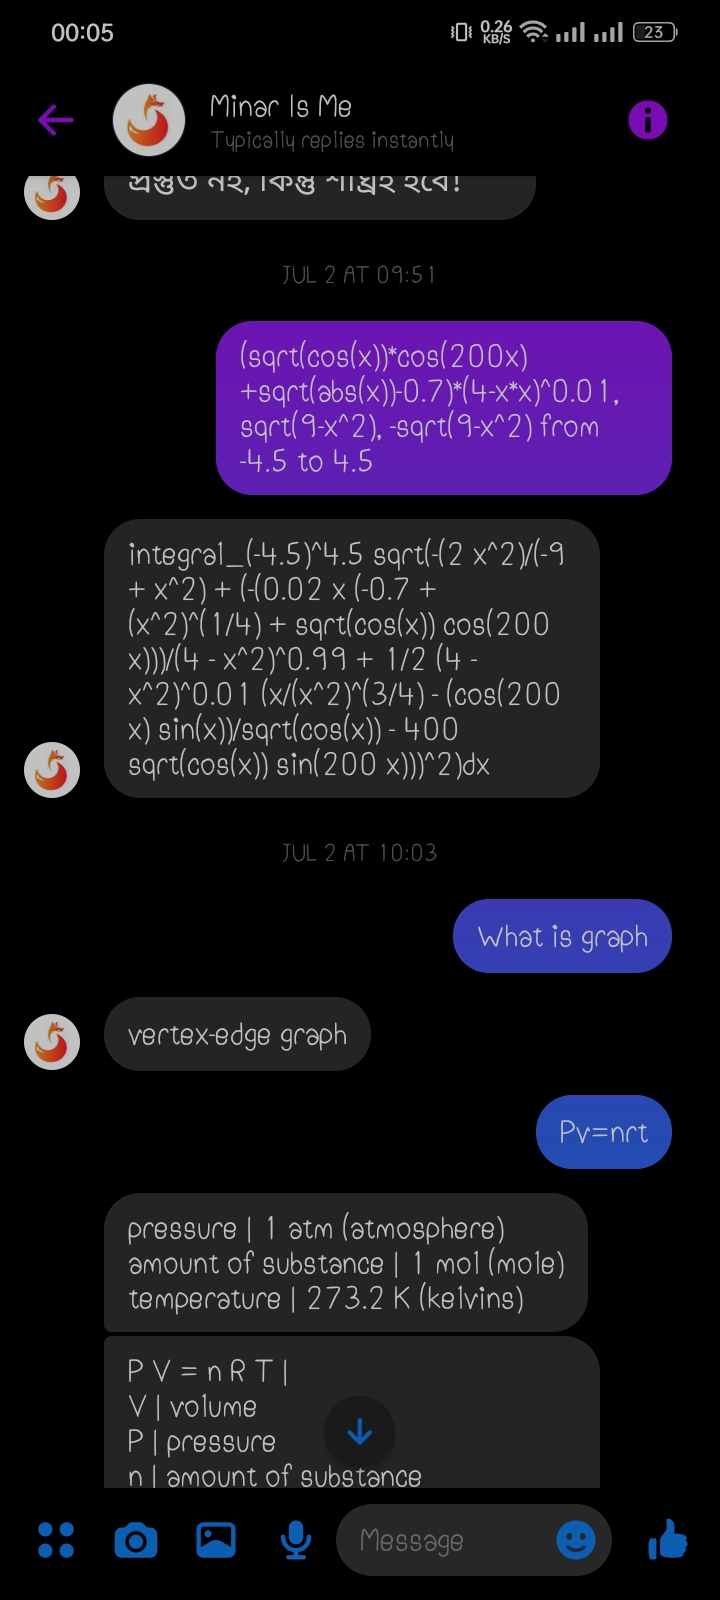 00:05
0.26
KB/S
23
Minar Is Me
Typically replies instantly
প্রস্তুত নই, কিন্তু শীঘ্রই হবে!
JUL 2 AT 09:51
(sqrt(cos(x))*cos(200x)
+sqrt(abs(x))-0.7)*(4-x*x)^0.01,
sqrt(9-x^2), -sqrt(9-x^2) from
-4.5 to 4.5
integral_(-4.5)^4.5 sqrt(-(2 x^2)/(-9
+ x^2) + (-(0.02 x (-0.7 +
(x^2)^(1/4) + sqrt(cos(x)) cos(200
x)))/(4 - x^2)^0.99 + 1/2 (4 -
x^2)^0.01 (x/(x^2)^(3/4) - (cos(200
x) sin(x))/sqrt(cos(x)) - 400
sqrt(cos(x)) sin(200 x)))^2)dx
JUL 2 AT 10:03
What is graph
vertex-edge graph
Pv=nrt
pressure | 1 atm (atmosphere)
amount of substance | 1 mol (mole)
temperature | 273.2 K (kelvins)
P V = n R T |
V | volume
P | pressure
n | amount of substance
Message